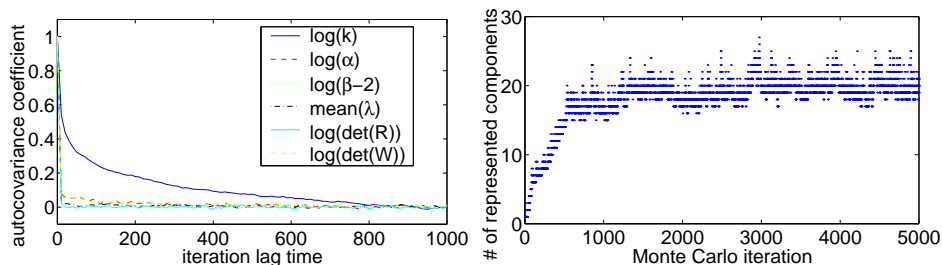 autocovariance coefficient
1
0.8
0.6
0.4
0.2
0
0 200 400 600 800 1000
iteration lag time
log(k)
log(α)
log(β−2)
mean(λ)
log(det(R))
log(det(W))
# of represented components
30
20
10
0
0 1000 2000 3000 4000 5000
Monte Carlo iteration